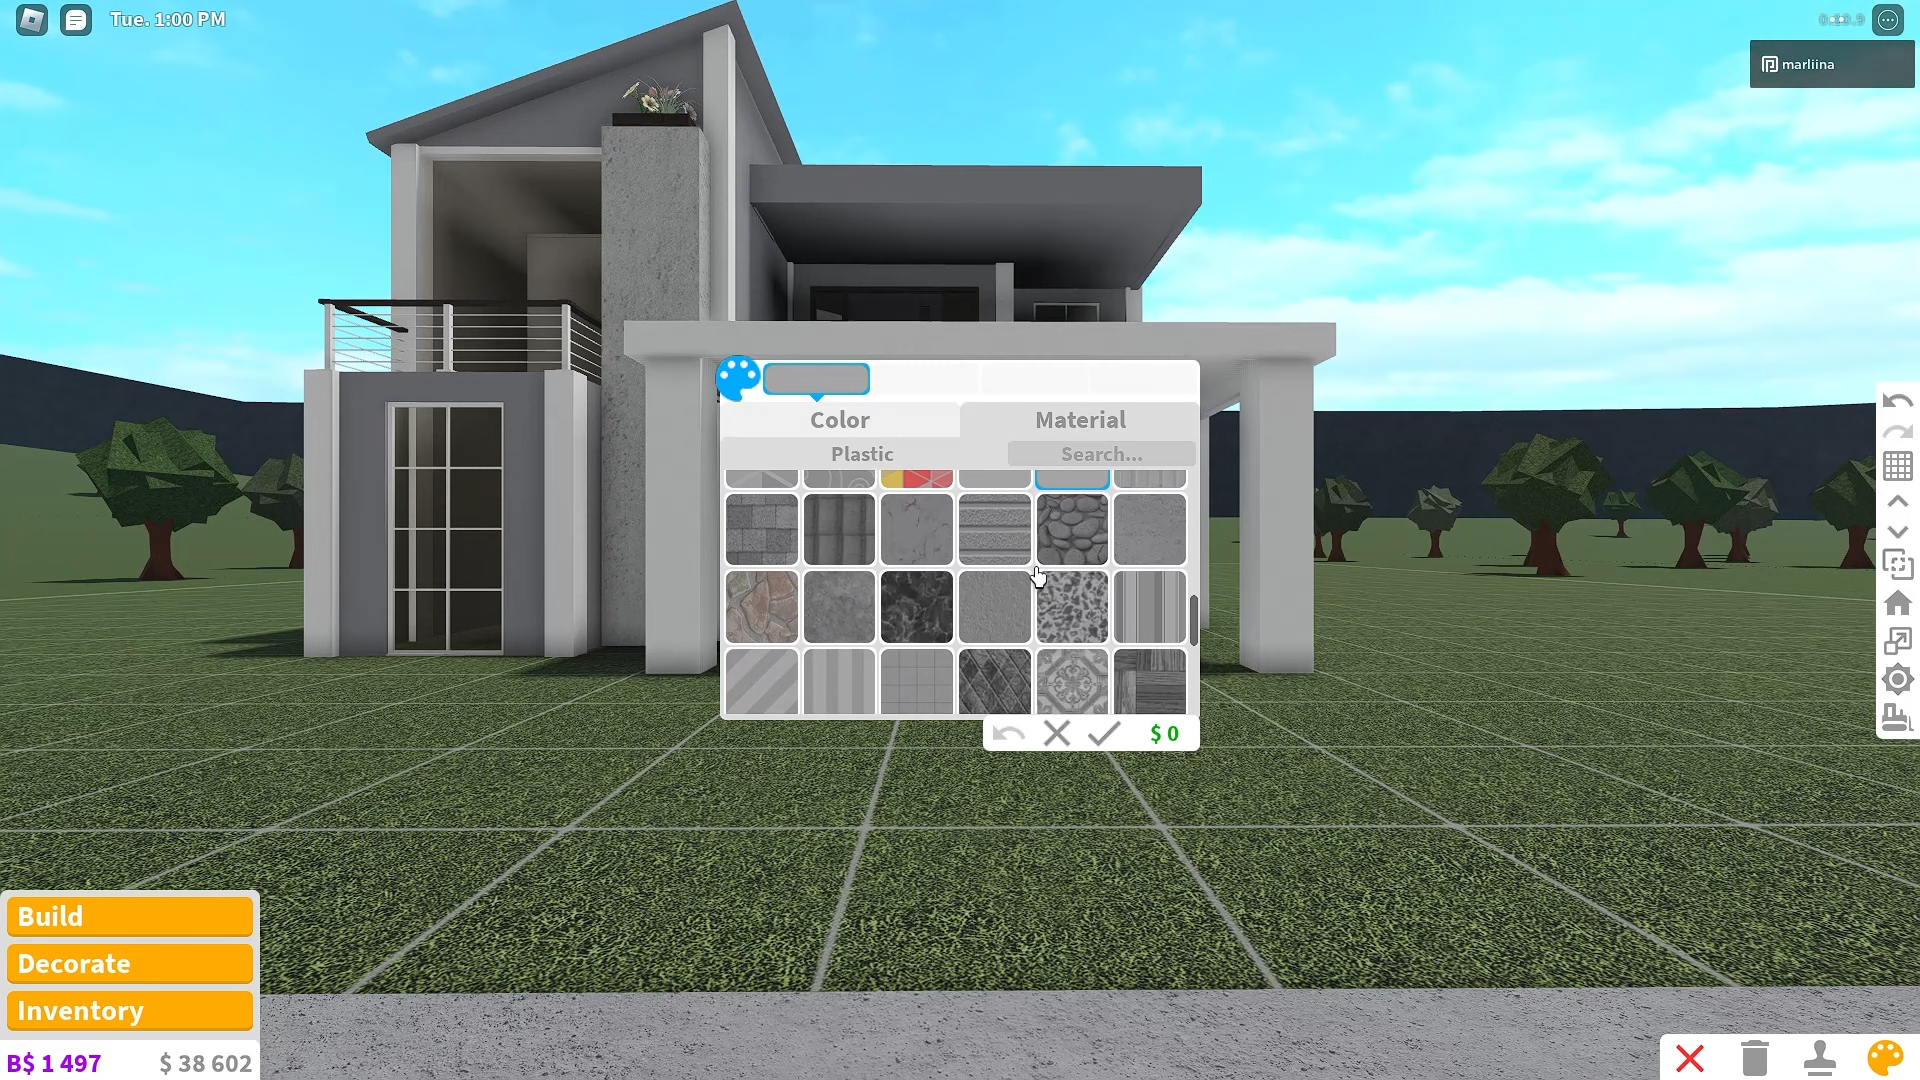 Tue. 1:00 PM
marliina
Color
Material
Plastic
Search...
$ 0
Build
Decorate
Inventory
B$ 1 497
$ 38 602